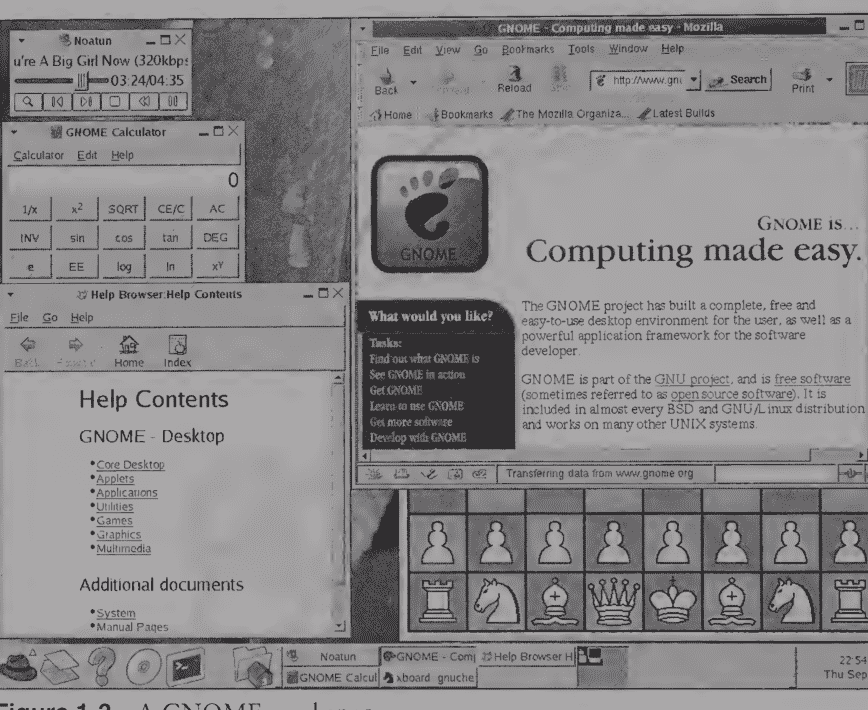 Noatun
u're A Big Girl Now (320kbps
03:24/04:35
GNOME Calculator
Calculator Edit Help
0
1/x x² SQRT CE/C AC
INV sin cos tan DEG
e EE log ln xʸ
Help Browser:Help Contents
File Go Help
Back Home Index
Help Contents
GNOME - Desktop
Core Desktop
Applets
Applications
Utilities
Games
Graphics
Multimedia
Additional documents
System
Manual Pages
GNOME - Computing made easy - Mozilla
File Edit View Go Bookmarks Tools Window Help
Back Reload http://www.gn Search Print
Home Bookmarks The Mozilla Organiza... Latest Builds
GNOME
GNOME IS...
Computing made easy.
What would you like?
Tasks:
Find out what GNOME is
See GNOME in action
Get GNOME
Learn to use GNOME
Get more software
Develop with GNOME
The GNOME project has built a complete, free and
easy-to-use desktop environment for the user, as well as a
powerful application framework for the software
developer.
GNOME is part of the GNU project, and is free software
(sometimes referred to as open source software). It is
included in almost every BSD and GNU/Linux distribution
and works on many other UNIX systems.
Transferring data from www.gnome.org
Noatun GNOME - Com Help Browser H
GNOME Calcul xboard gnuche
22:54
Thu Sep
Figure 1-2 A GNOME